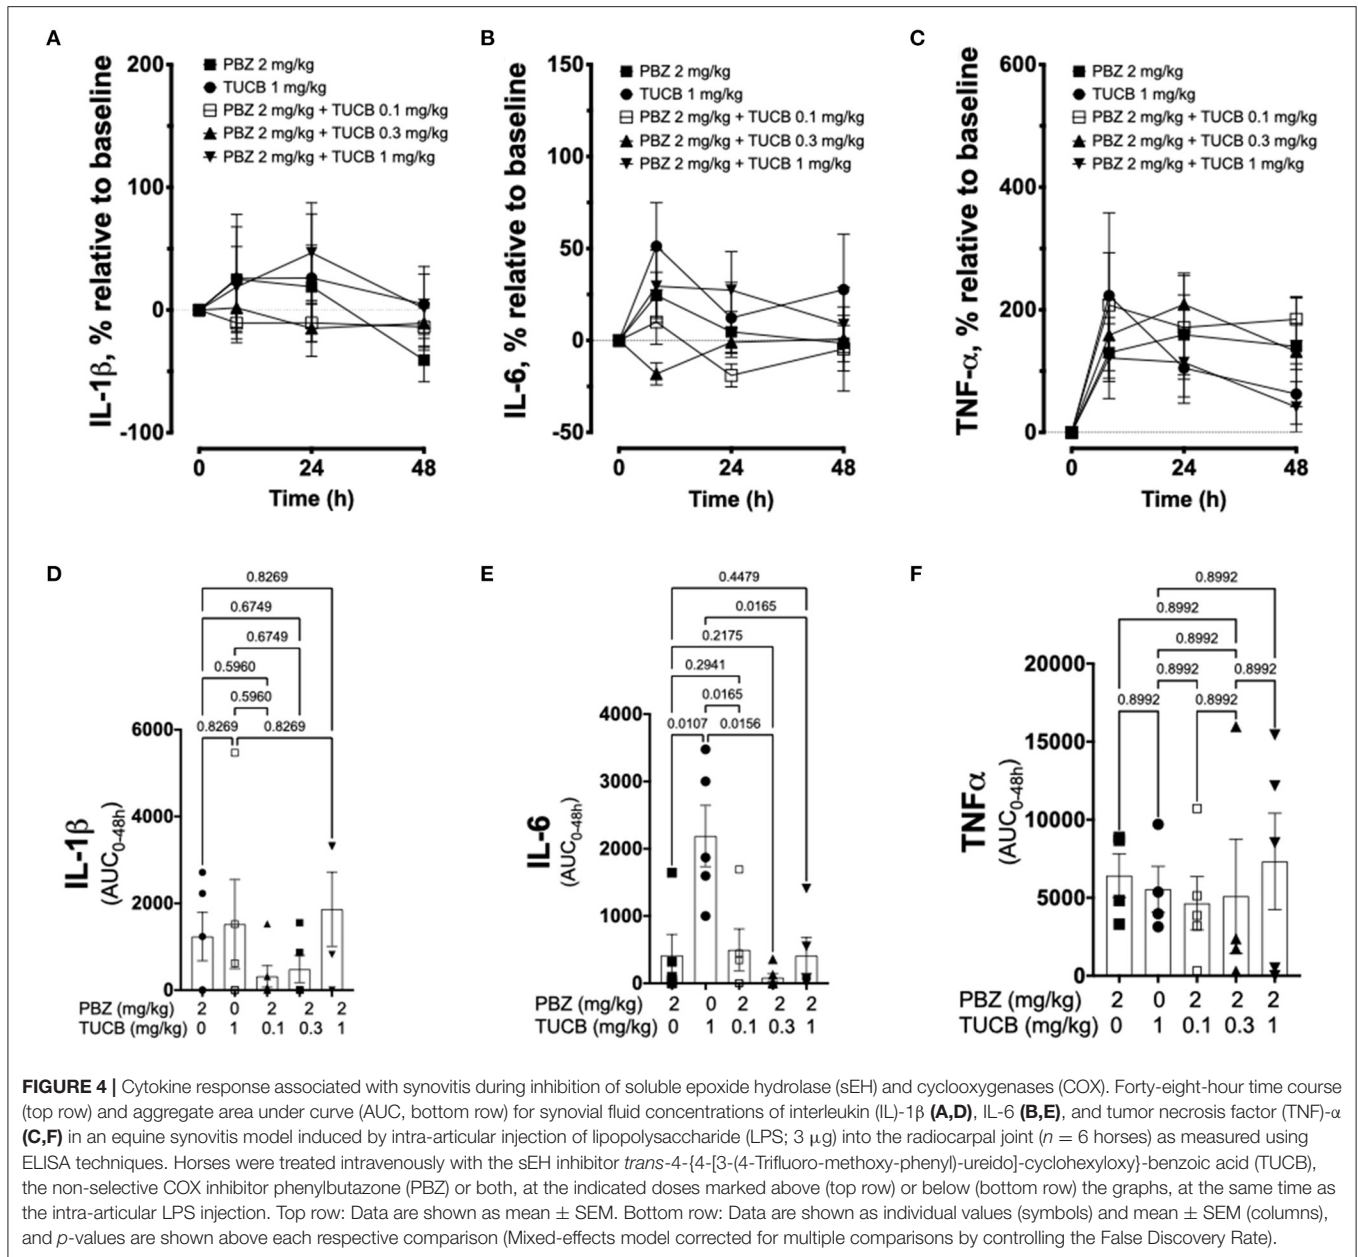 A
IL-1β, % relative to baseline
200
100
0
-100
PBZ 2 mg/kg
TUCB 1 mg/kg
PBZ 2 mg/kg + TUCB 0.1 mg/kg
PBZ 2 mg/kg + TUCB 0.3 mg/kg
PBZ 2 mg/kg + TUCB 1 mg/kg
0 24 48
Time (h)
B
IL-6, % relative to baseline
150
100
50
0
-50
PBZ 2 mg/kg
TUCB 1 mg/kg
PBZ 2 mg/kg + TUCB 0.1 mg/kg
PBZ 2 mg/kg + TUCB 0.3 mg/kg
PBZ 2 mg/kg + TUCB 1 mg/kg
0 24 48
Time (h)
C
TNF-α, % relative to baseline
600
400
200
0
PBZ 2 mg/kg
TUCB 1 mg/kg
PBZ 2 mg/kg + TUCB 0.1 mg/kg
PBZ 2 mg/kg + TUCB 0.3 mg/kg
PBZ 2 mg/kg + TUCB 1 mg/kg
0 24 48
Time (h)
D
0.8269
0.6749
0.6749
0.5960
0.5960
0.8269 0.8269
IL-1β
(AUC0-48h)
6000
4000
2000
0
PBZ (mg/kg) 2 0 2 2 2
TUCB (mg/kg) 0 1 0.1 0.3 1
E
0.4479
0.0165
0.2175
0.2941
0.0165
0.0107 0.0156
IL-6
(AUC0-48h)
4000
3000
2000
1000
0
PBZ (mg/kg) 2 0 2 2 2
TUCB (mg/kg) 0 1 0.1 0.3 1
F
0.8992
0.8992
0.8992
0.8992 0.8992
0.8992 0.8992
TNFα
(AUC0-48h)
20000
15000
10000
5000
0
PBZ (mg/kg) 2 0 2 2 2
TUCB (mg/kg) 0 1 0.1 0.3 1
FIGURE 4 | Cytokine response associated with synovitis during inhibition of soluble epoxide hydrolase (sEH) and cyclooxygenases (COX). Forty-eight-hour time course
(top row) and aggregate area under curve (AUC, bottom row) for synovial fluid concentrations of interleukin (IL)-1β (A,D), IL-6 (B,E), and tumor necrosis factor (TNF)-α
(C,F) in an equine synovitis model induced by intra-articular injection of lipopolysaccharide (LPS; 3 μg) into the radiocarpal joint (n = 6 horses) as measured using
ELISA techniques. Horses were treated intravenously with the sEH inhibitor trans-4-{4-[3-(4-Trifluoro-methoxy-phenyl)-ureido]-cyclohexyloxy}-benzoic acid (TUCB),
the non-selective COX inhibitor phenylbutazone (PBZ) or both, at the indicated doses marked above (top row) or below (bottom row) the graphs, at the same time as
the intra-articular LPS injection. Top row: Data are shown as mean ± SEM. Bottom row: Data are shown as individual values (symbols) and mean ± SEM (columns),
and p-values are shown above each respective comparison (Mixed-effects model corrected for multiple comparisons by controlling the False Discovery Rate).